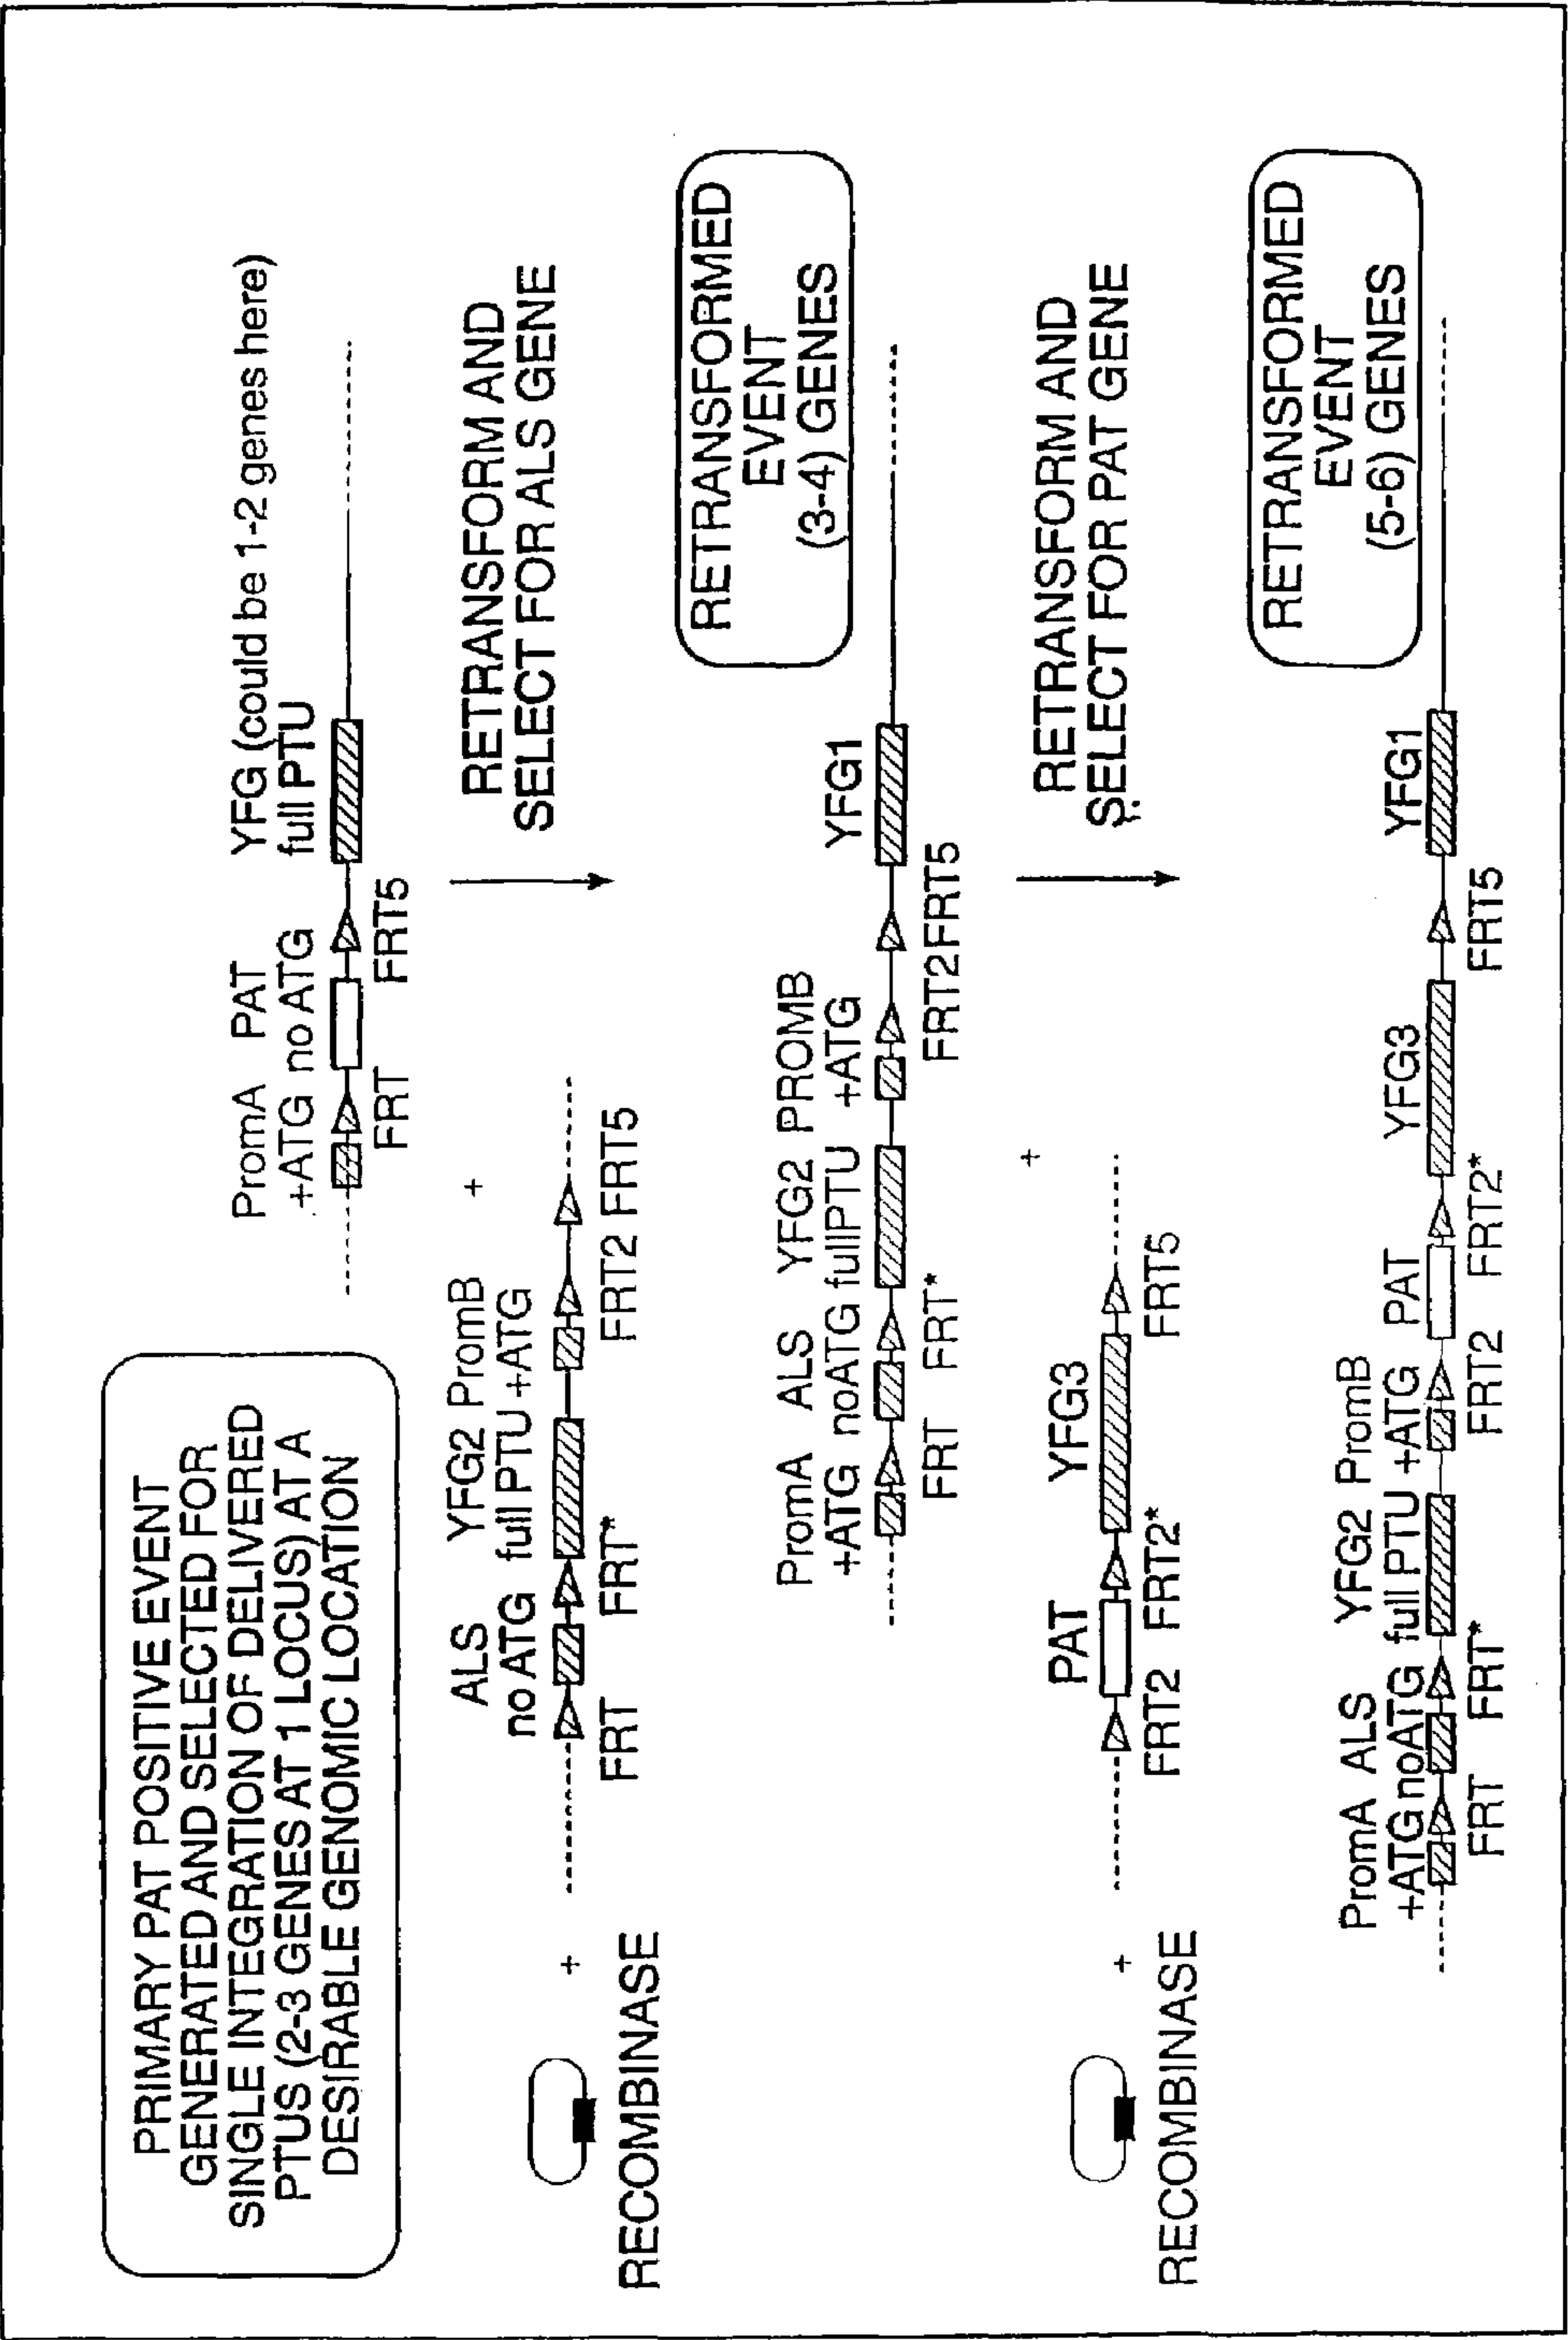 PRIMARY PAT POSITIVE EVENT
GENERATED AND SELECTED FOR
SINGLE INTEGRATION OF DELIVERED
PTUS (2-3 GENES AT 1 LOCUS) AT A
DESIRABLE GENOMIC LOCATION
PromA PAT YFG (could be 1-2 genes here)
+ATG no ATG full PTU
FRT FRT5
ALS YFG2 PromB +
no ATG full PTU +ATG
+
FRT FRT* FRT2 FRT5
RECOMBINASE
RETRANSFORM AND
SELECT FOR ALS GENE
RETRANSFORMED
EVENT
(3-4) GENES
PromA ALS YFG2 PROMB YFG1
+ATG noATG fullPTU +ATG
FRT FRT* FRT2FRT5
+
PAT YFG3
+
FRT2 FRT2* FRT5
RECOMBINASE
RETRANSFORM AND
SELECT FOR PAT GENE
RETRANSFORMED
EVENT
(5-6) GENES
PromA ALS YFG2 PromB PAT YFG3 YFG1
+ATG noATG full PTU +ATG
FRT FRT* FRT2 FRT2* FRT5